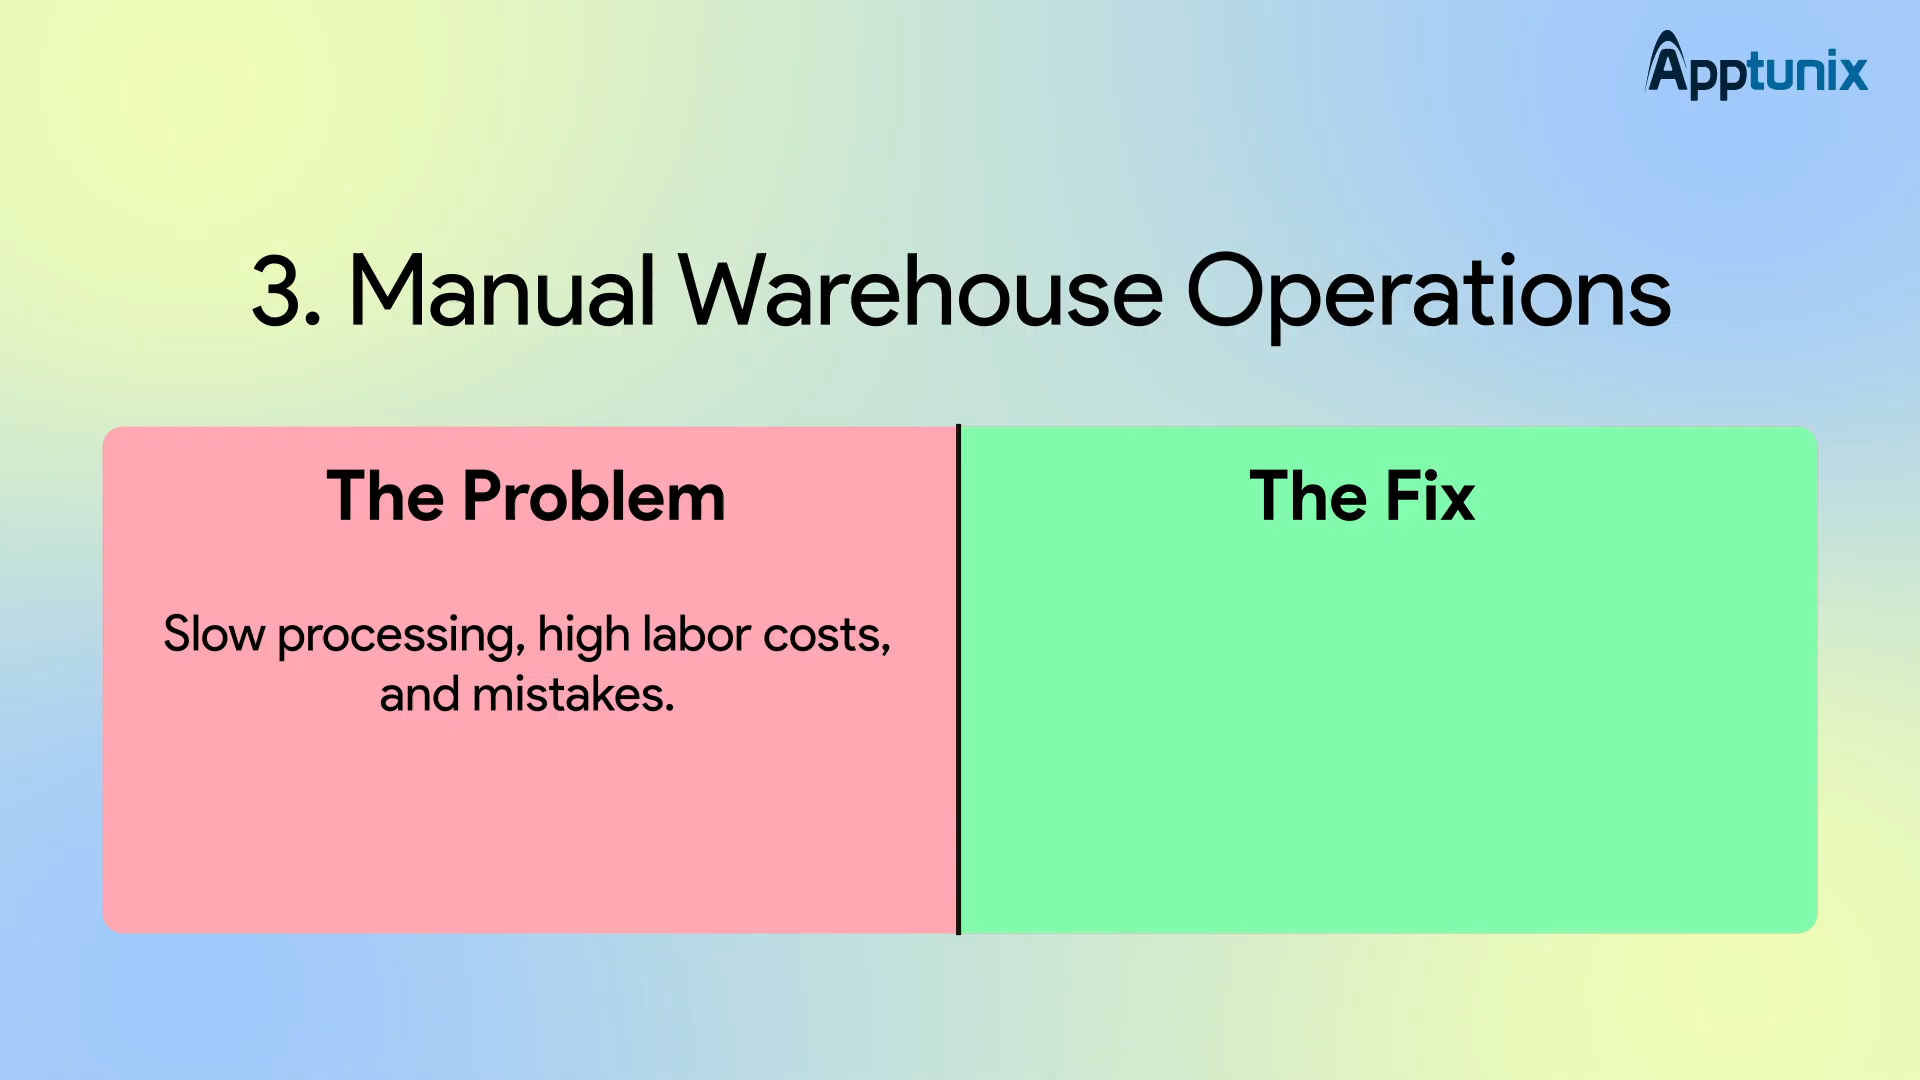 Apptunix
3. Manual Warehouse Operations
The Problem
Slow processing, high labor costs,
and mistakes.
The Fix